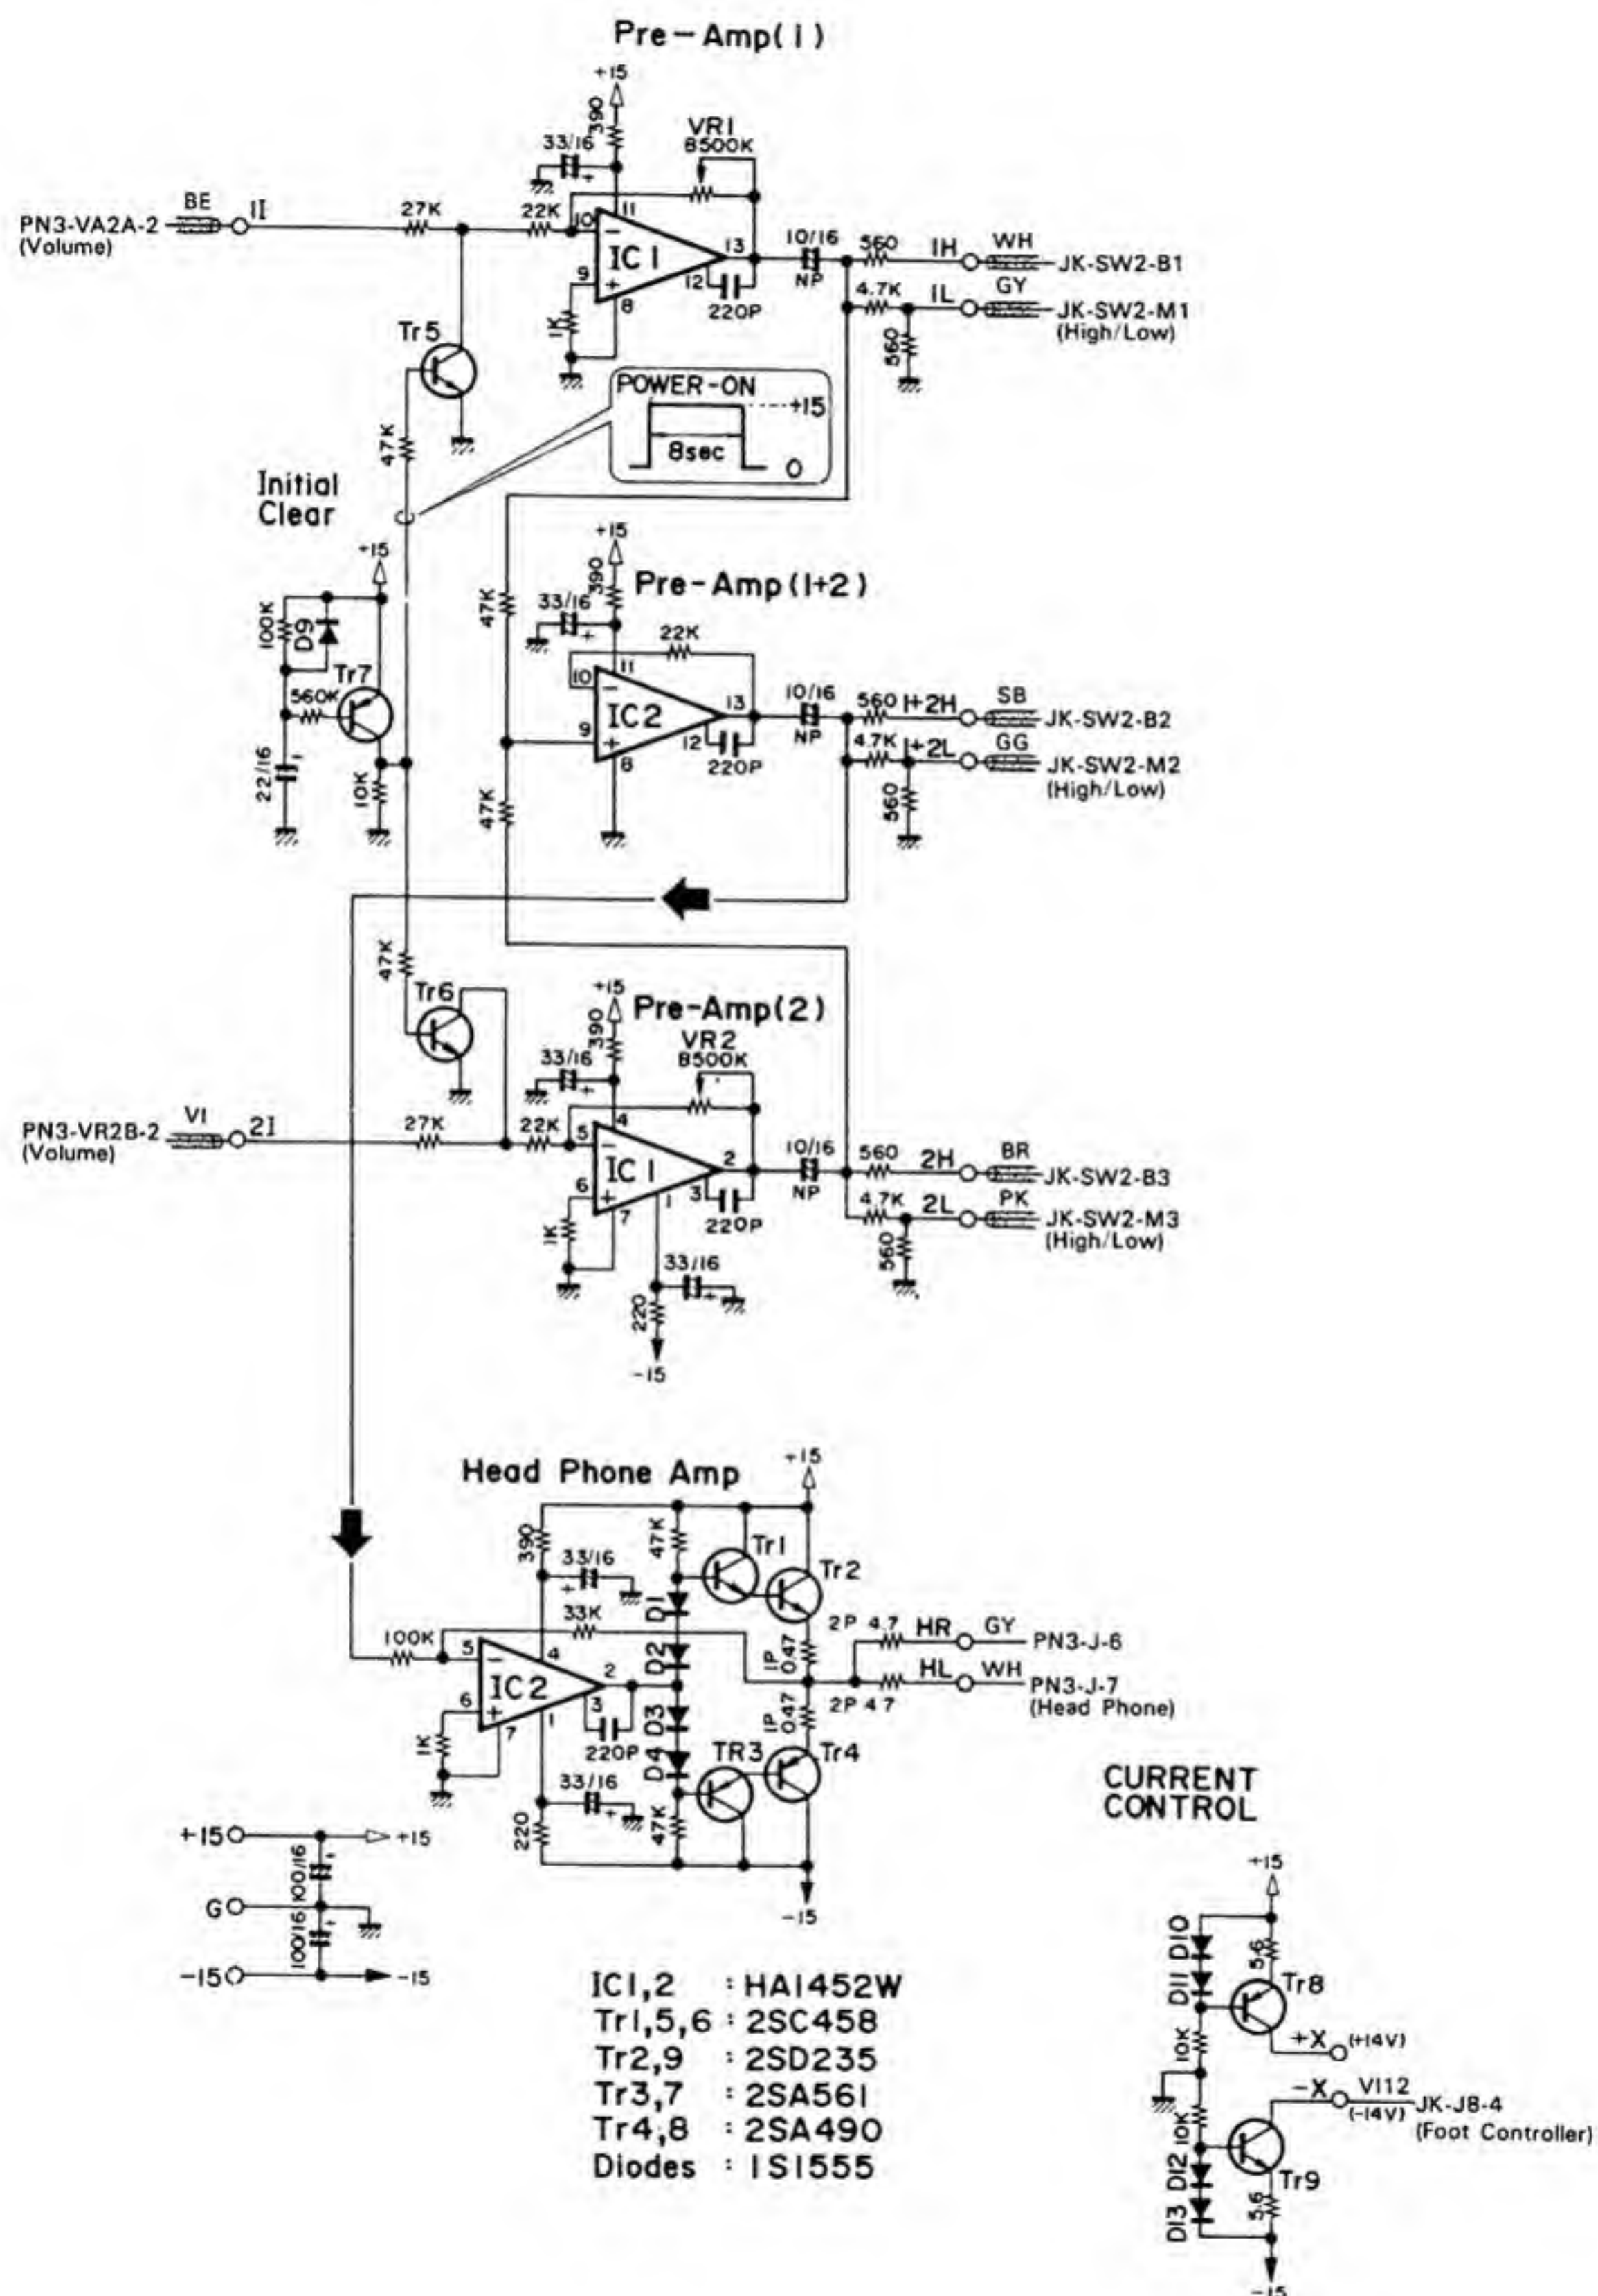 Pre-Amp(1)
+15
390
33/16
+
VR1
B500K
PN3-VA2A-2
(Volume)
BE
1I
27K
22K
10
11
−
IC1
13
9
+
8
12
220P
1K
10/16
NP
560
1H
WH
JK-SW2-B1
4.7K
1L
GY
JK-SW2-M1
(High/Low)
560
Tr5
47K
POWER-ON
+15
8sec
0
Initial
Clear
+15
100K
D9
Tr7
560K
22/16
10K
+15
390
Pre-Amp(1+2)
47K
33/16
+
22K
10
11
−
IC2
13
9
+
8
12
220P
10/16
NP
560
1+2H
SB
JK-SW2-B2
4.7K
1+2L
GG
JK-SW2-M2
(High/Low)
560
47K
47K
Tr6
+15
390
Pre-Amp(2)
VR2
B500K
33/16
+
PN3-VR2B-2
(Volume)
VI
2I
27K
22K
5
4
−
IC1
2
6
+
7
1
3
220P
1K
10/16
NP
560
2H
BR
JK-SW2-B3
4.7K
2L
PK
JK-SW2-M3
(High/Low)
560
33/16
+
220
-15
Head Phone Amp
+15
390
33/16
+
47K
Tr1
Tr2
D1
33K
100K
5
4
−
IC2
2
6
+
7
1
3
220P
1K
D2
D3
D4
1P
0.47
1P
0.47
2P 4.7
HR
GY
PN3-J-6
HL
WH
PN3-J-7
(Head Phone)
2P 4.7
TR3
Tr4
33/16
+
220
47K
-15
+15
+15
100/16
G
100/16
-15
-15
IC1,2 : HA1452W
Tr1,5,6 : 2SC458
Tr2,9 : 2SD235
Tr3,7 : 2SA561
Tr4,8 : 2SA490
Diodes : 1S1555
CURRENT
CONTROL
+15
D10
D11
5.6
Tr8
10K
+X
(+14V)
-X
VI12
(-14V)
JK-J8-4
(Foot Controller)
10K
D12
D13
Tr9
5.6
-15